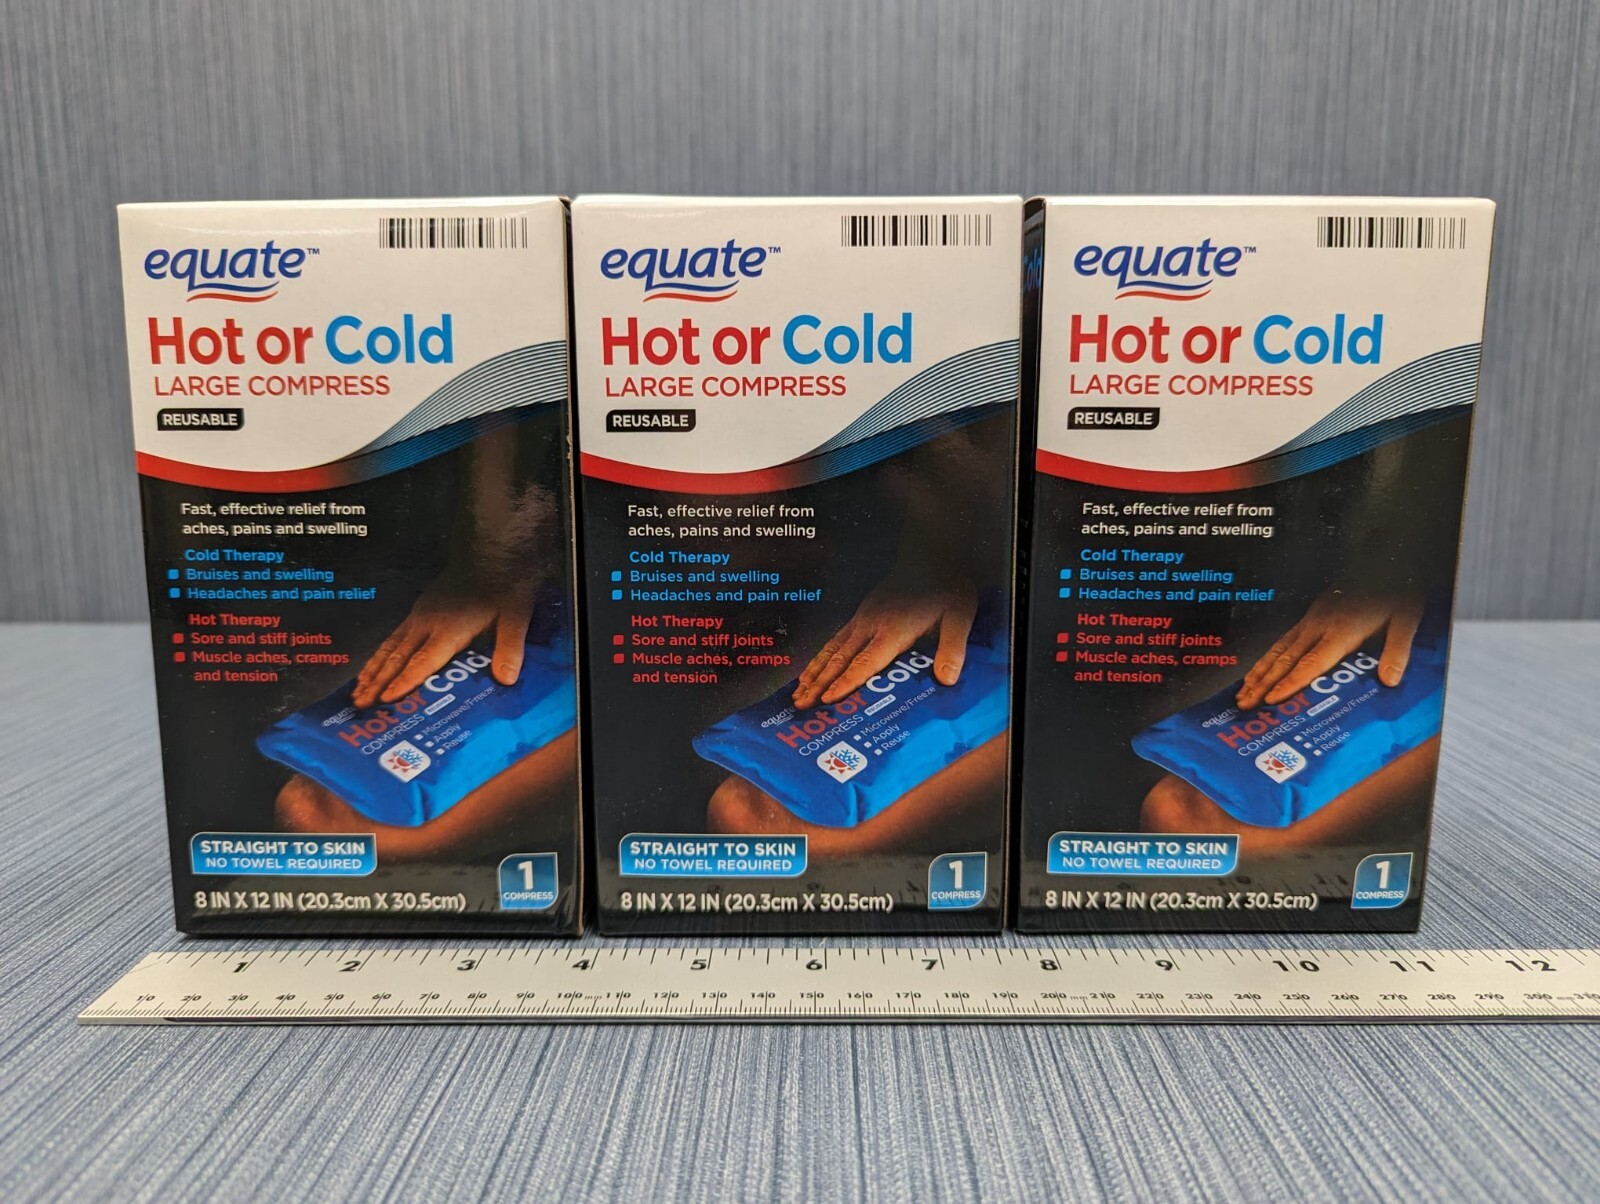 equate™
Hot or Cold
LARGE COMPRESS
REUSABLE
Fast, effective relief from
aches, pains and swelling
Cold Therapy
Bruises and swelling
Headaches and pain relief
Hot Therapy
Sore and stiff joints
Muscle aches, cramps
and tension
equate
Hot or Cold
COMPRESS REUSABLE
Microwave/Freeze
Apply
Reuse
STRAIGHT TO SKIN
NO TOWEL REQUIRED
8 IN X 12 IN (20.3cm X 30.5cm)
1
COMPRESS
equate™
Hot or Cold
LARGE COMPRESS
REUSABLE
Fast, effective relief from
aches, pains and swelling
Cold Therapy
Bruises and swelling
Headaches and pain relief
Hot Therapy
Sore and stiff joints
Muscle aches, cramps
and tension
equate
Hot or Cold
COMPRESS REUSABLE
Microwave/Freeze
Apply
Reuse
STRAIGHT TO SKIN
NO TOWEL REQUIRED
8 IN X 12 IN (20.3cm X 30.5cm)
1
COMPRESS
Cold
equate™
Hot or Cold
LARGE COMPRESS
REUSABLE
Fast, effective relief from
aches, pains and swelling
Cold Therapy
Bruises and swelling
Headaches and pain relief
Hot Therapy
Sore and stiff joints
Muscle aches, cramps
and tension
equate
Hot or Cold
COMPRESS REUSABLE
Microwave/Freeze
Apply
Reuse
STRAIGHT TO SKIN
NO TOWEL REQUIRED
8 IN X 12 IN (20.3cm X 30.5cm)
1
COMPRESS
1 2 3 4 5 6 7 8 9 10 11 12
10 20 30 40 50 60 70 80 90 100 mm 110 120 130 140 150 160 170 180 190 200 mm 210 220 230 240 250 260 270 280 290 300 mm